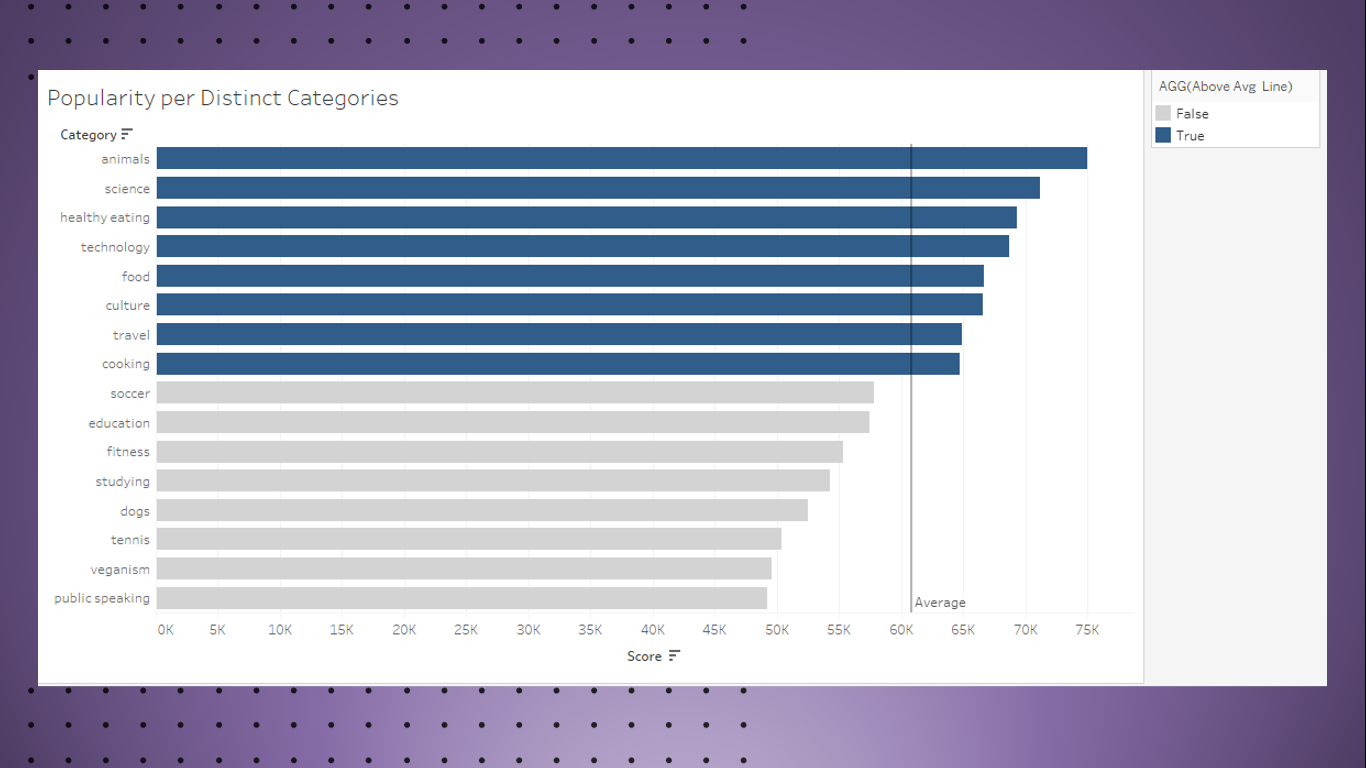 Popularity per Distinct Categories
AGG(Above Avg Line)
False
True
Category
animals
science
healthy eating
technology
food
culture
travel
cooking
soccer
education
fitness
studying
dogs
tennis
veganism
public speaking
Average
0K 5K 10K 15K 20K 25K 30K 35K 40K 45K 50K 55K 60K 65K 70K 75K
Score